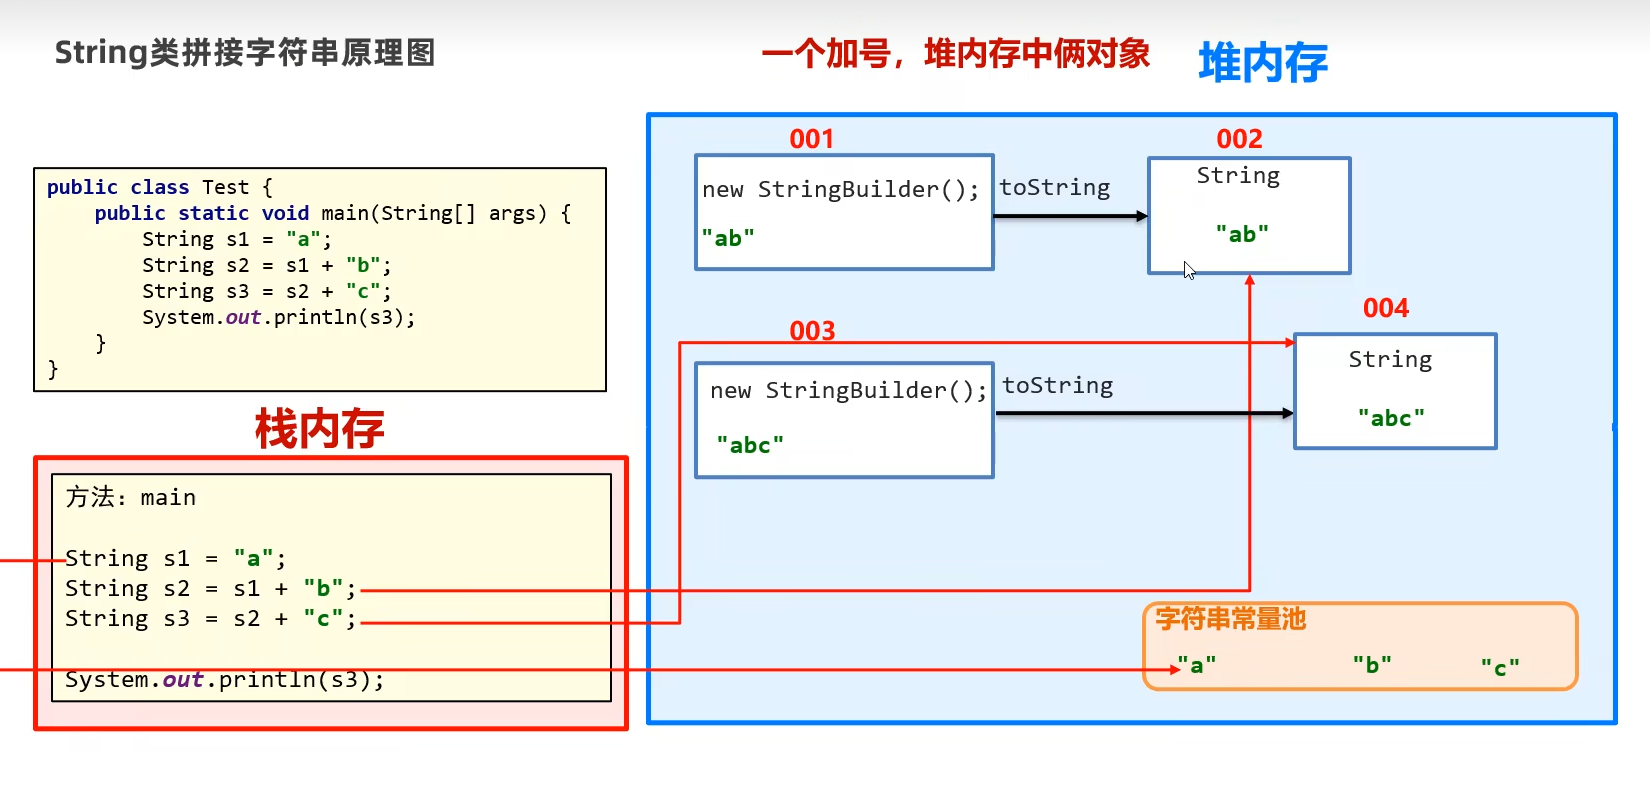 String类拼接字符串原理图
一个加号，堆内存中俩对象
堆内存
public class Test {
public static void main(String[] args) {
String s1 = "a";
String s2 = s1 + "b";
String s3 = s2 + "c";
System.out.println(s3);
}
}
栈内存
方法：main
String s1 = "a";
String s2 = s1 + "b";
String s3 = s2 + "c";
System.out.println(s3);
001
new StringBuilder();
"ab"
toString
002
String
"ab"
003
new StringBuilder();
"abc"
toString
004
String
"abc"
字符串常量池
"a" "b" "c"